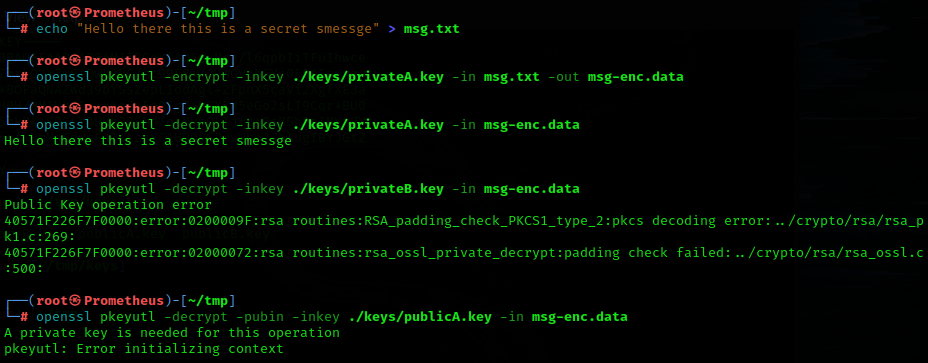 ┌──(root㉿Prometheus)-[~/tmp]
└─# echo "Hello there this is a secret smessge" > msg.txt
┌──(root㉿Prometheus)-[~/tmp]
└─# openssl pkeyutl -encrypt -inkey ./keys/privateA.key -in msg.txt -out msg-enc.data
┌──(root㉿Prometheus)-[~/tmp]
└─# openssl pkeyutl -decrypt -inkey ./keys/privateA.key -in msg-enc.data
Hello there this is a secret smessge
┌──(root㉿Prometheus)-[~/tmp]
└─# openssl pkeyutl -decrypt -inkey ./keys/privateB.key -in msg-enc.data
Public Key operation error
40571F226F7F0000:error:0200009F:rsa routines:RSA_padding_check_PKCS1_type_2:pkcs decoding error:../crypto/rsa/rsa_p
k1.c:269:
40571F226F7F0000:error:02000072:rsa routines:rsa_ossl_private_decrypt:padding check failed:../crypto/rsa/rsa_ossl.c
:500:
┌──(root㉿Prometheus)-[~/tmp]
└─# openssl pkeyutl -decrypt -pubin -inkey ./keys/publicA.key -in msg-enc.data
A private key is needed for this operation
pkeyutl: Error initializing context